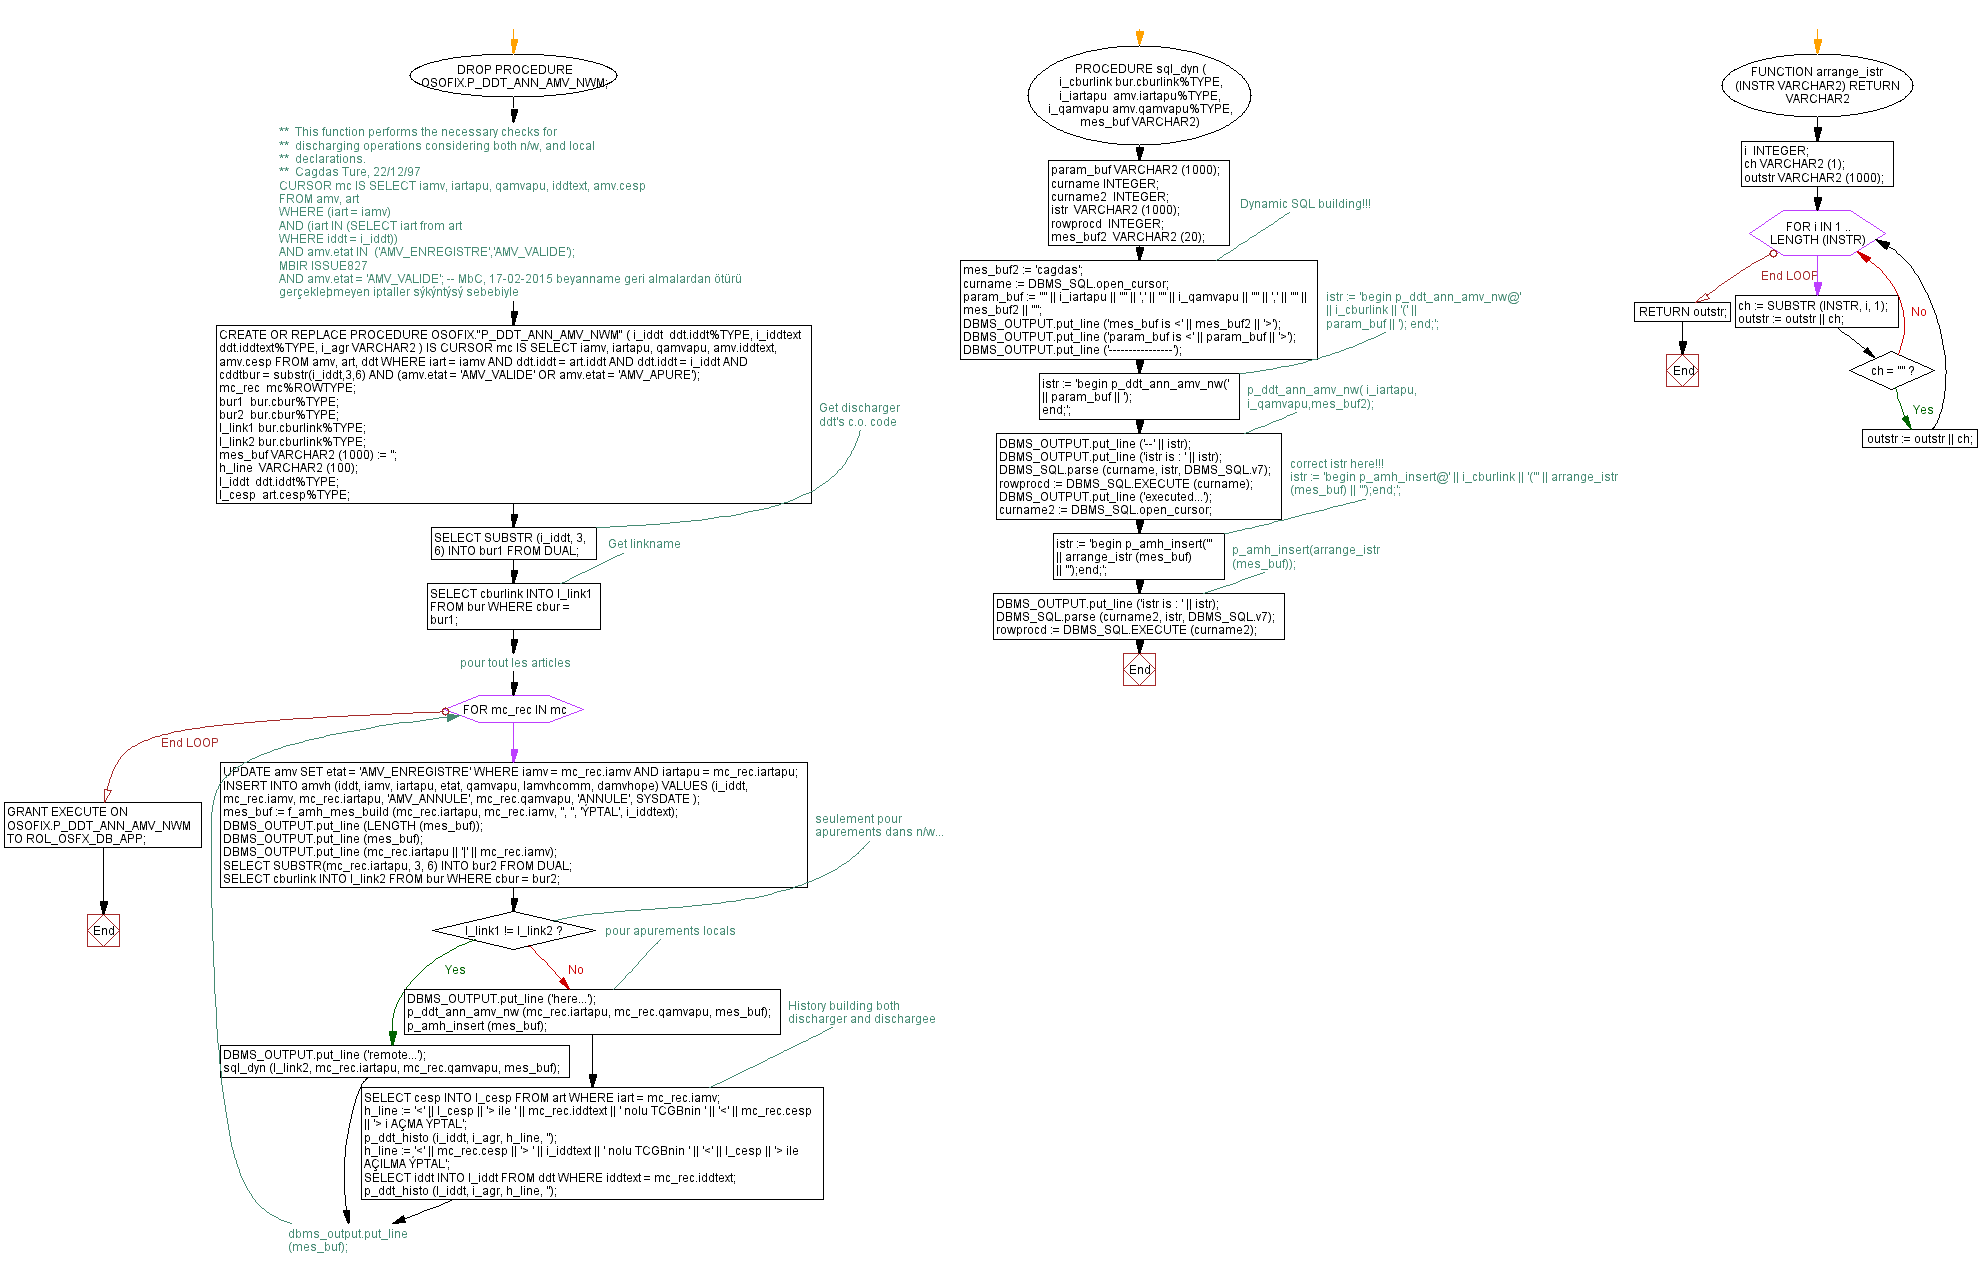 DROP PROCEDURE
OSOFIX.P_DDT_ANN_AMV_NWM;
** This function performs the necessary checks for
** discharging operations considering both n/w, and local
** declarations.
** Cagdas Ture, 22/12/97
CURSOR mc IS SELECT iamv, iartapu, qamvapu, iddtext, amv.cesp
FROM amv, art
WHERE (iart = iamv)
AND (iart IN (SELECT iart from art
WHERE iddt = i_iddt))
AND amv.etat IN ('AMV_ENREGISTRE','AMV_VALIDE');
MBIR ISSUE827
AND amv.etat = 'AMV_VALIDE'; -- MbC, 17-02-2015 beyanname geri almalardan ötürü
gerçekleþmeyen iptaller sýkýntýsý sebebiyle
CREATE OR REPLACE PROCEDURE OSOFIX."P_DDT_ANN_AMV_NWM" ( i_iddt ddt.iddt%TYPE, i_iddtext
ddt.iddtext%TYPE, i_agr VARCHAR2 ) IS CURSOR mc IS SELECT iamv, iartapu, qamvapu, amv.iddtext,
amv.cesp FROM amv, art, ddt WHERE iart = iamv AND ddt.iddt = art.iddt AND ddt.iddt = i_iddt AND
cddtbur = substr(i_iddt,3,6) AND (amv.etat = 'AMV_VALIDE' OR amv.etat = 'AMV_APURE');
mc_rec mc%ROWTYPE;
bur1 bur.cbur%TYPE;
bur2 bur.cbur%TYPE;
l_link1 bur.cburlink%TYPE;
l_link2 bur.cburlink%TYPE;
mes_buf VARCHAR2 (1000) := '';
h_line VARCHAR2 (100);
l_iddt ddt.iddt%TYPE;
l_cesp art.cesp%TYPE;
Get discharger
ddt's c.o. code
SELECT SUBSTR (i_iddt, 3,
6) INTO bur1 FROM DUAL;
Get linkname
SELECT cburlink INTO l_link1
FROM bur WHERE cbur =
bur1;
pour tout les articles
FOR mc_rec IN mc
End LOOP
GRANT EXECUTE ON
OSOFIX.P_DDT_ANN_AMV_NWM
TO ROL_OSFX_DB_APP;
End
UPDATE amv SET etat = 'AMV_ENREGISTRE' WHERE iamv = mc_rec.iamv AND iartapu = mc_rec.iartapu;
INSERT INTO amvh (iddt, iamv, iartapu, etat, qamvapu, lamvhcomm, damvhope) VALUES (i_iddt,
mc_rec.iamv, mc_rec.iartapu, 'AMV_ANNULE', mc_rec.qamvapu, 'ANNULE', SYSDATE );
mes_buf := f_amh_mes_build (mc_rec.iartapu, mc_rec.iamv, '', '', 'ÝPTAL', i_iddtext);
DBMS_OUTPUT.put_line (LENGTH (mes_buf));
DBMS_OUTPUT.put_line (mes_buf);
DBMS_OUTPUT.put_line (mc_rec.iartapu || '|' || mc_rec.iamv);
SELECT SUBSTR(mc_rec.iartapu, 3, 6) INTO bur2 FROM DUAL;
SELECT cburlink INTO l_link2 FROM bur WHERE cbur = bur2;
seulement pour
apurements dans n/w...
l_link1 != l_link2 ?
pour apurements locals
Yes
No
DBMS_OUTPUT.put_line ('here...');
p_ddt_ann_amv_nw (mc_rec.iartapu, mc_rec.qamvapu, mes_buf);
p_amh_insert (mes_buf);
History building both
discharger and dischargee
DBMS_OUTPUT.put_line ('remote...');
sql_dyn (l_link2, mc_rec.iartapu, mc_rec.qamvapu, mes_buf);
SELECT cesp INTO l_cesp FROM art WHERE iart = mc_rec.iamv;
h_line := '<' || l_cesp || '> ile ' || mc_rec.iddtext || ' nolu TCGBnin ' || '<' || mc_rec.cesp
|| '> i AÇMA ÝPTAL';
p_ddt_histo (i_iddt, i_agr, h_line, '');
h_line := '<' || mc_rec.cesp || '> ' || i_iddtext || ' nolu TCGBnin ' || '<' || l_cesp || '> ile
AÇILMA ÝPTAL';
SELECT iddt INTO l_iddt FROM ddt WHERE iddtext = mc_rec.iddtext;
p_ddt_histo (l_iddt, i_agr, h_line, '');
dbms_output.put_line
(mes_buf);
PROCEDURE sql_dyn (
i_cburlink bur.cburlink%TYPE,
i_iartapu amv.iartapu%TYPE,
i_qamvapu amv.qamvapu%TYPE,
mes_buf VARCHAR2)
param_buf VARCHAR2 (1000);
curname INTEGER;
curname2 INTEGER;
istr VARCHAR2 (1000);
rowprocd INTEGER;
mes_buf2 VARCHAR2 (20);
Dynamic SQL building!!!
mes_buf2 := 'cagdas';
curname := DBMS_SQL.open_cursor;
param_buf := '''' || i_iartapu || '''' || ',' || '''' || i_qamvapu || '''' || ',' || '''' ||
mes_buf2 || '''';
DBMS_OUTPUT.put_line ('mes_buf is <' || mes_buf2 || '>');
DBMS_OUTPUT.put_line ('param_buf is <' || param_buf || '>');
DBMS_OUTPUT.put_line ('----------------');
istr := 'begin p_ddt_ann_amv_nw@'
|| i_cburlink || '(' ||
param_buf || '); end;';
istr := 'begin p_ddt_ann_amv_nw('
|| param_buf || ');
end;';
p_ddt_ann_amv_nw( i_iartapu,
i_qamvapu,mes_buf2);
DBMS_OUTPUT.put_line ('--' || istr);
DBMS_OUTPUT.put_line ('istr is : ' || istr);
DBMS_SQL.parse (curname, istr, DBMS_SQL.v7);
rowprocd := DBMS_SQL.EXECUTE (curname);
DBMS_OUTPUT.put_line ('executed...');
curname2 := DBMS_SQL.open_cursor;
correct istr here!!!
istr := 'begin p_amh_insert@' || i_cburlink || '(''' || arrange_istr
(mes_buf) || ''');end;';
istr := 'begin p_amh_insert('''
|| arrange_istr (mes_buf)
|| ''');end;';
p_amh_insert(arrange_istr
(mes_buf));
DBMS_OUTPUT.put_line ('istr is : ' || istr);
DBMS_SQL.parse (curname2, istr, DBMS_SQL.v7);
rowprocd := DBMS_SQL.EXECUTE (curname2);
End
FUNCTION arrange_istr
(INSTR VARCHAR2) RETURN
VARCHAR2
i INTEGER;
ch VARCHAR2 (1);
outstr VARCHAR2 (1000);
FOR i IN 1 ..
LENGTH (INSTR)
End LOOP
RETURN outstr;
End
ch := SUBSTR (INSTR, i, 1);
outstr := outstr || ch;
No
ch = '''' ?
Yes
outstr := outstr || ch;